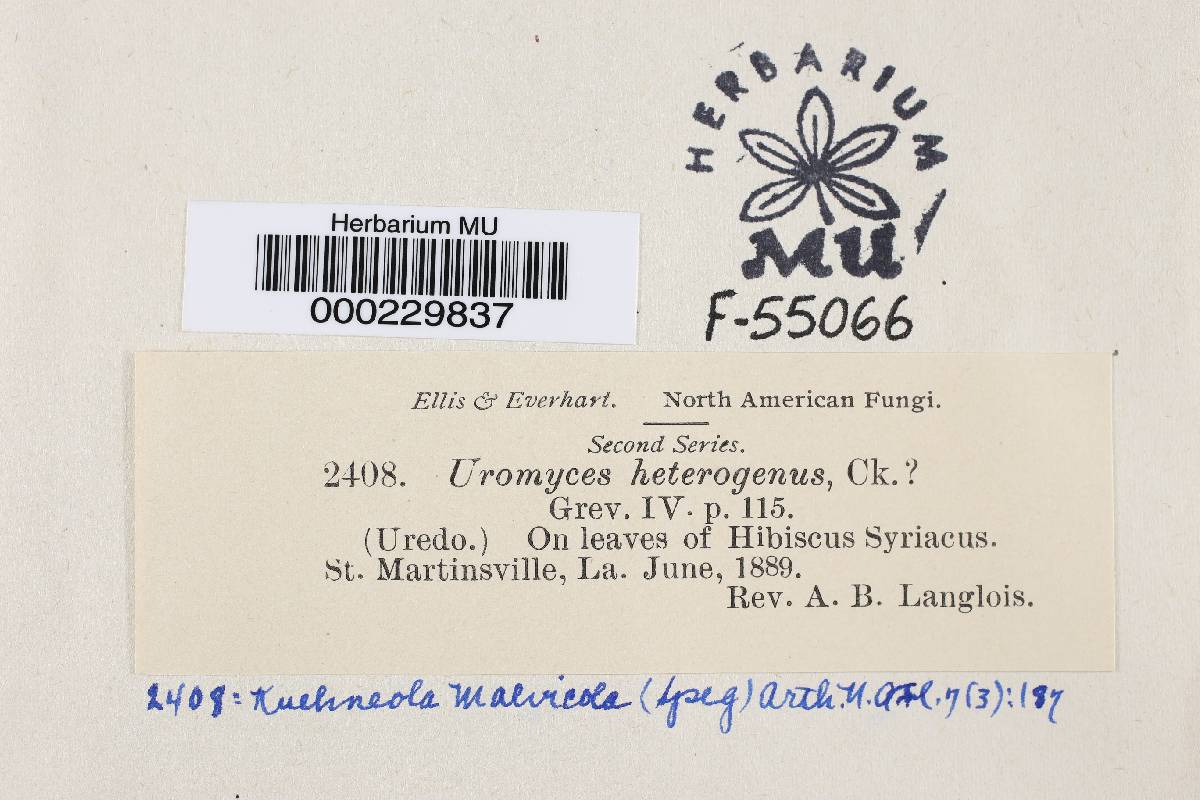 HERBARIUM
MU
F-55066
Herbarium MU
000229837
Ellis & Everhart. North American Fungi.
Second Series.
2408. Uromyces heterogenus, Ck.?
Grev. IV. p. 115.
(Uredo.) On leaves of Hibiscus Syriacus.
St. Martinsville, La. June, 1889.
Rev. A. B. Langlois.
2408: Kuehneola malvicola (Speg) Arth. N. A. Fl. 7(3): 187